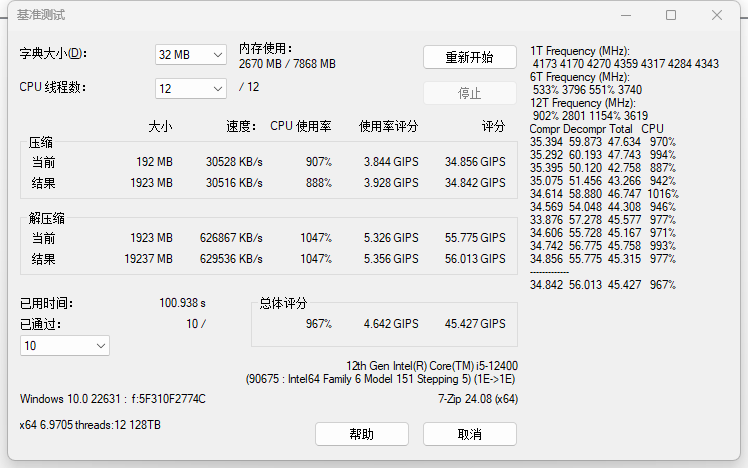 基准测试
字典大小(D): 32 MB 内存使用: 2670 MB / 7868 MB 重新开始
CPU 线程数: 12 / 12 停止
大小 速度: CPU 使用率 使用率评分 评分
压缩
当前 192 MB 30528 KB/s 907% 3.844 GIPS 34.856 GIPS
结果 1923 MB 30516 KB/s 888% 3.928 GIPS 34.842 GIPS
解压缩
当前 1923 MB 626867 KB/s 1047% 5.326 GIPS 55.775 GIPS
结果 19237 MB 629536 KB/s 1047% 5.356 GIPS 56.013 GIPS
已用时间: 100.938 s
已通过: 10 /
10
总体评分
967% 4.642 GIPS 45.427 GIPS
12th Gen Intel(R) Core(TM) i5-12400
(90675 : Intel64 Family 6 Model 151 Stepping 5) (1E->1E)
Windows 10.0 22631 : f:5F310F2774C 7-Zip 24.08 (x64)
x64 6.9705 threads:12 128TB
帮助 取消
1T Frequency (MHz):
4173 4170 4270 4359 4317 4284 4343
6T Frequency (MHz):
533% 3796 551% 3740
12T Frequency (MHz):
902% 2801 1154% 3619
Compr Decompr Total CPU
35.394 59.873 47.634 970%
35.292 60.193 47.743 994%
35.395 50.120 42.758 887%
35.075 51.456 43.266 942%
34.614 58.880 46.747 1016%
34.569 54.048 44.308 946%
33.876 57.278 45.577 977%
34.606 55.728 45.167 971%
34.742 56.775 45.758 993%
34.856 55.775 45.315 977%
-------------
34.842 56.013 45.427 967%